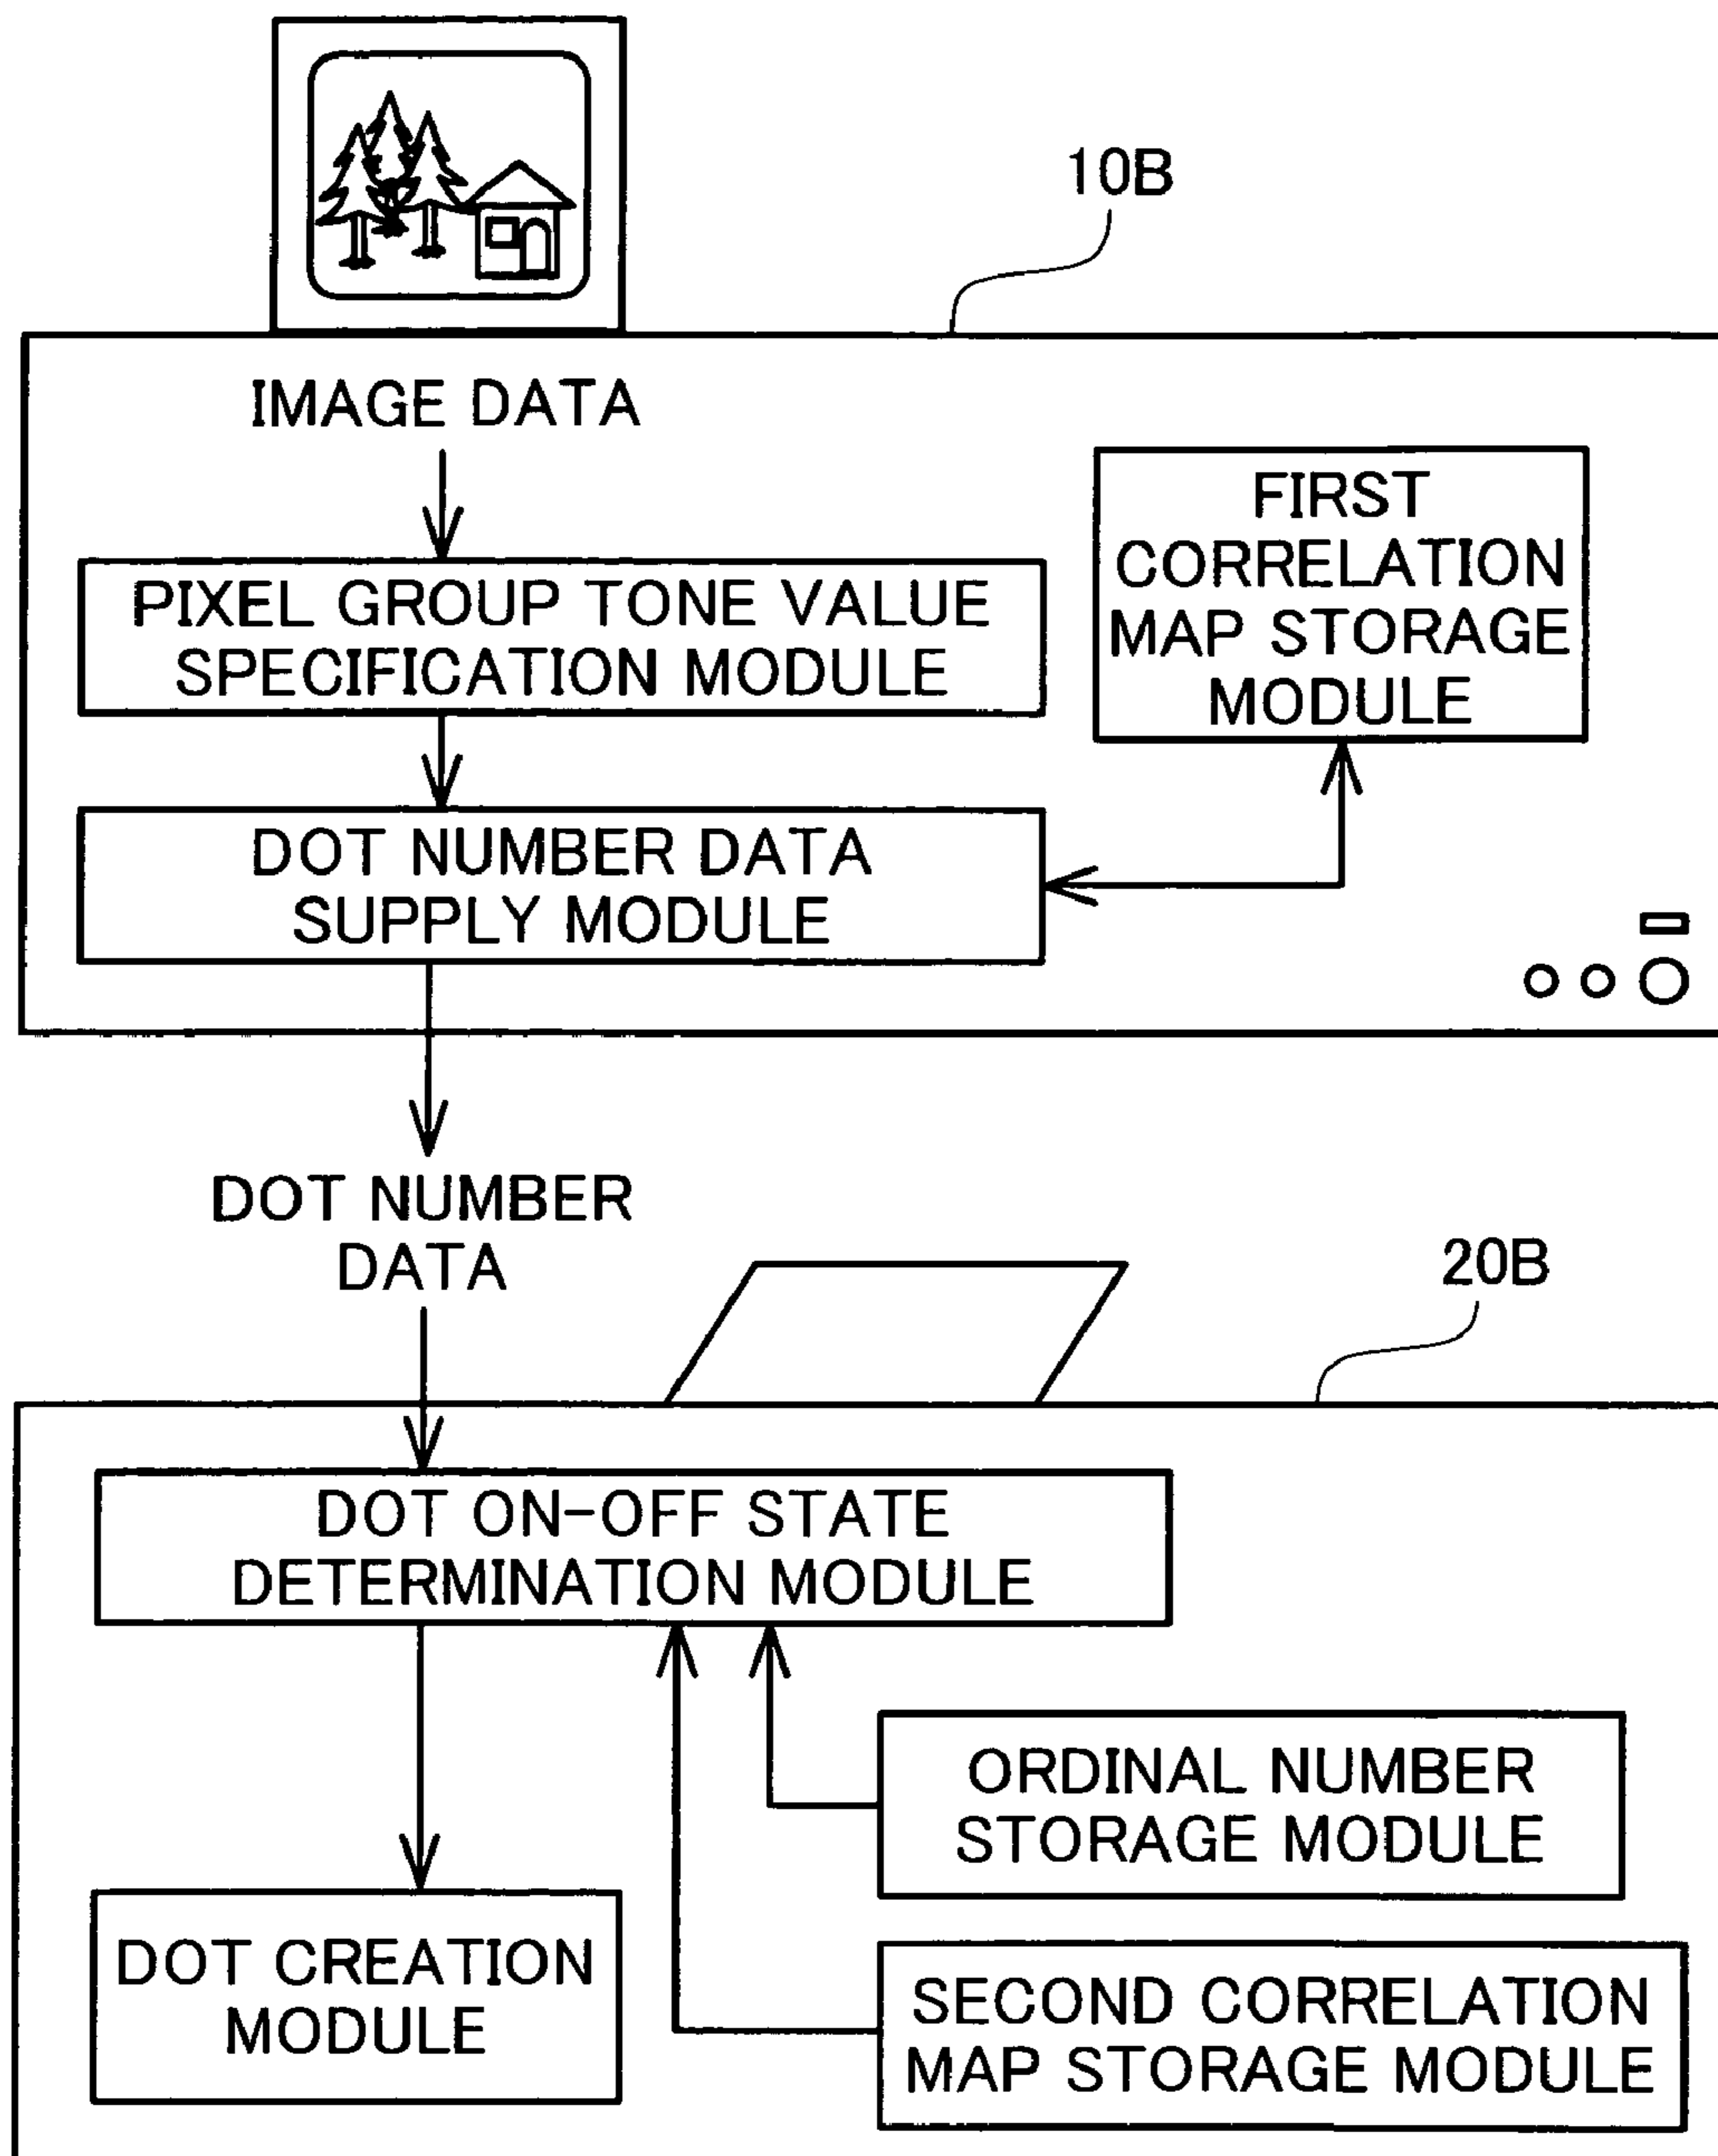 10B
IMAGE DATA
PIXEL GROUP TONE VALUE
SPECIFICATION MODULE
FIRST
CORRELATION
MAP STORAGE
MODULE
DOT NUMBER DATA
SUPPLY MODULE
DOT NUMBER
DATA
20B
DOT ON-OFF STATE
DETERMINATION MODULE
ORDINAL NUMBER
STORAGE MODULE
DOT CREATION
MODULE
SECOND CORRELATION
MAP STORAGE MODULE